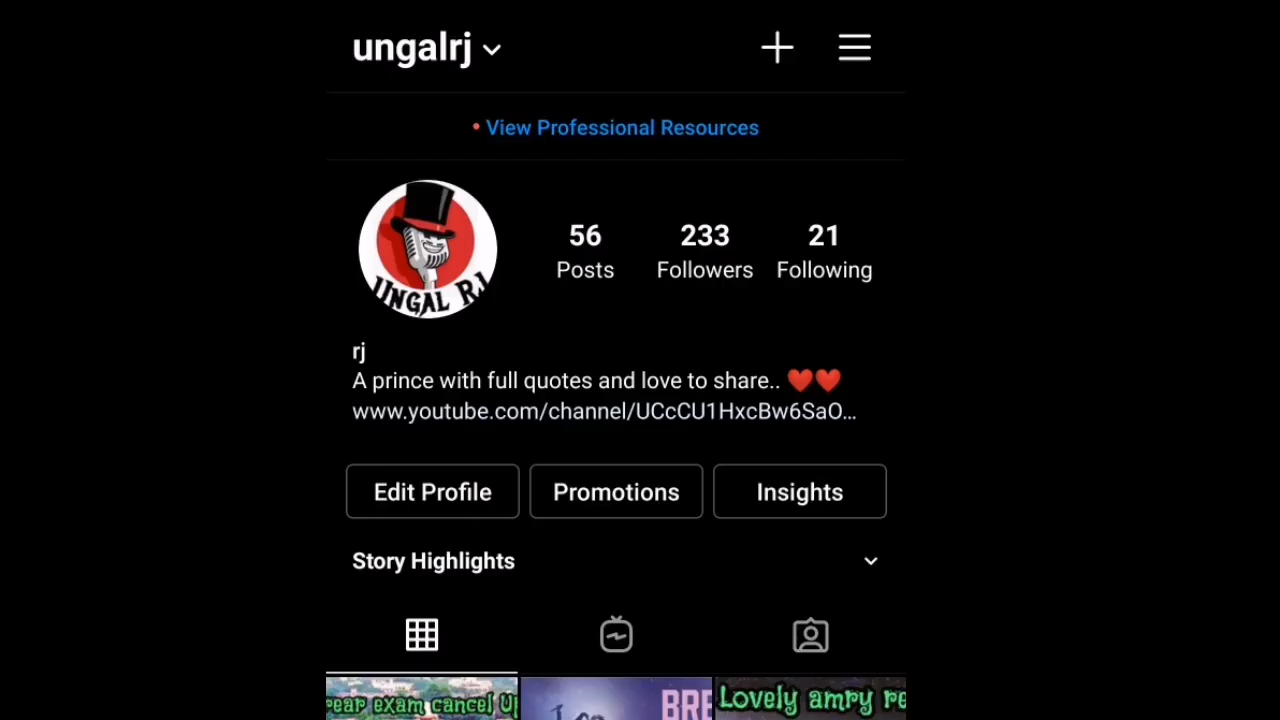 ungalrj
• View Professional Resources
UNGAL RJ
56
233
21
Posts
Followers
Following
rj
A prince with full quotes and love to share.. ❤️❤️
www.youtube.com/channel/UCcCU1HxcBw6SaO...
Edit Profile
Promotions
Insights
Story Highlights
exam cancel
Lovely amry